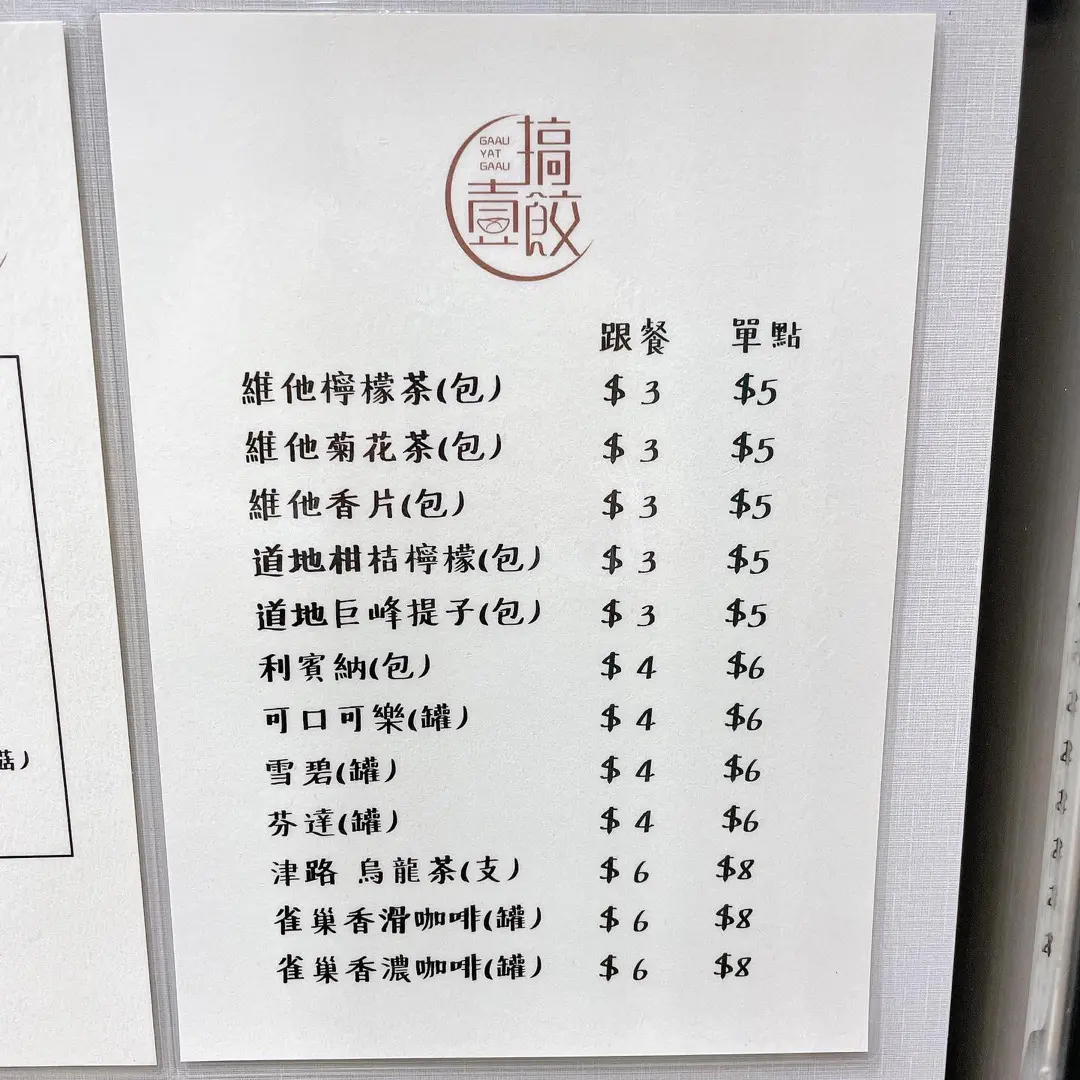 GAAU
YAT
GAAU
搞
壹餃
跟餐 單點
維他檸檬茶(包) $3 $5
維他菊花茶(包) $3 $5
維他香片(包) $3 $5
道地柑桔檸檬(包) $3 $5
道地巨峰提子(包) $3 $5
利賓納(包) $4 $6
可口可樂(罐) $4 $6
雪碧(罐) $4 $6
芬達(罐) $4 $6
津路 烏龍茶(支) $6 $8
雀巢香滑咖啡(罐) $6 $8
雀巢香濃咖啡(罐) $6 $8
菇)